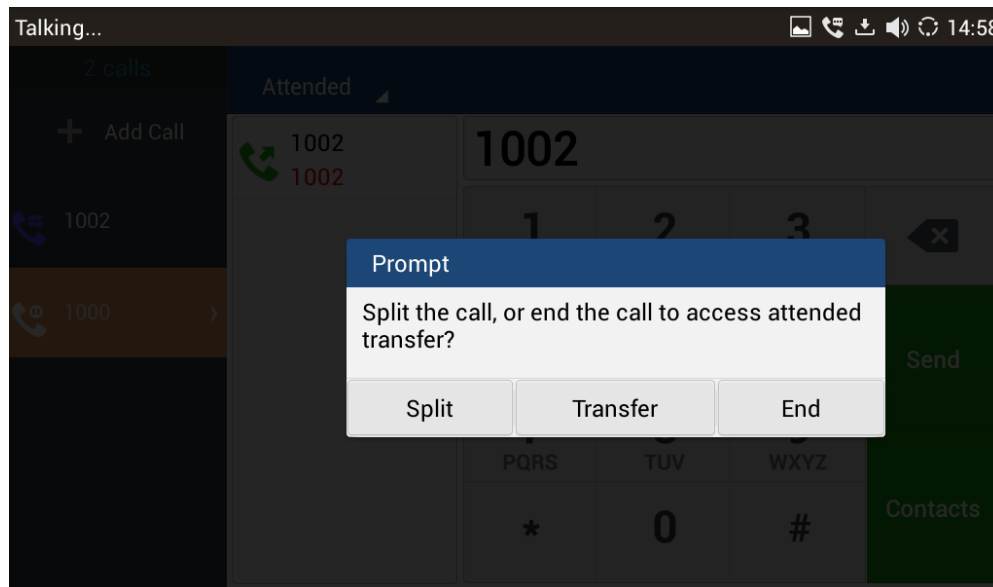 Talking...
14:58
2 calls
Attended
Add Call
1002
1002
1002
1002
1000
1
2
3
Prompt
Split the call, or end the call to access attended
transfer?
Split
Transfer
End
Send
PQRS
TUV
WXYZ
*
0
#
Contacts